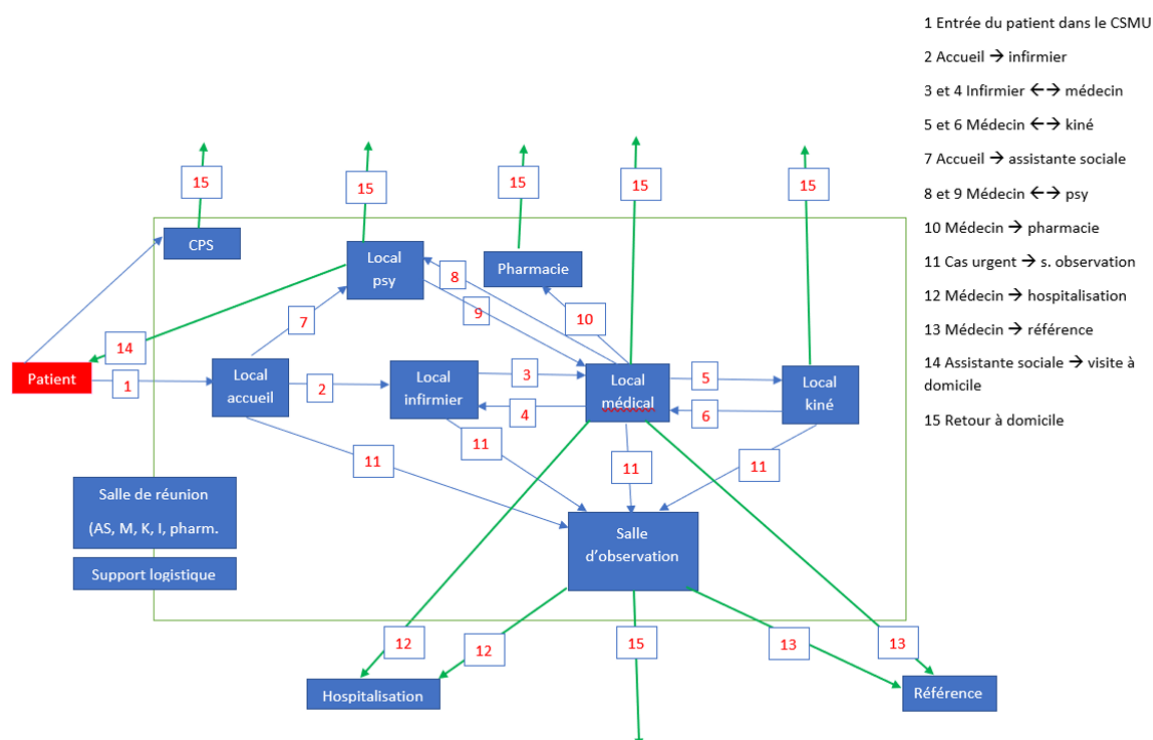 1 Entrée du patient dans le CSMU
2 Accueil → infirmier
3 et 4 Infirmier ←→ médecin
5 et 6 Médecin ←→ kiné
7 Accueil → assistante sociale
8 et 9 Médecin ←→ psy
10 Médecin → pharmacie
11 Cas urgent → s. observation
12 Médecin → hospitalisation
13 Médecin → référence
14 Assistante sociale → visite à
domicile
15 Retour à domicile
15
15
15
15
15
CPS
Local
psy
Pharmacie
8
9
10
7
14
Patient
1
Local
accueil
2
Local
infirmier
3
4
Local
médical
5
6
Local
kiné
11
11
11
11
Salle de réunion
(AS, M, K, I, pharm.
Support logistique
Salle
d'observation
12
12
15
13
13
Hospitalisation
Référence